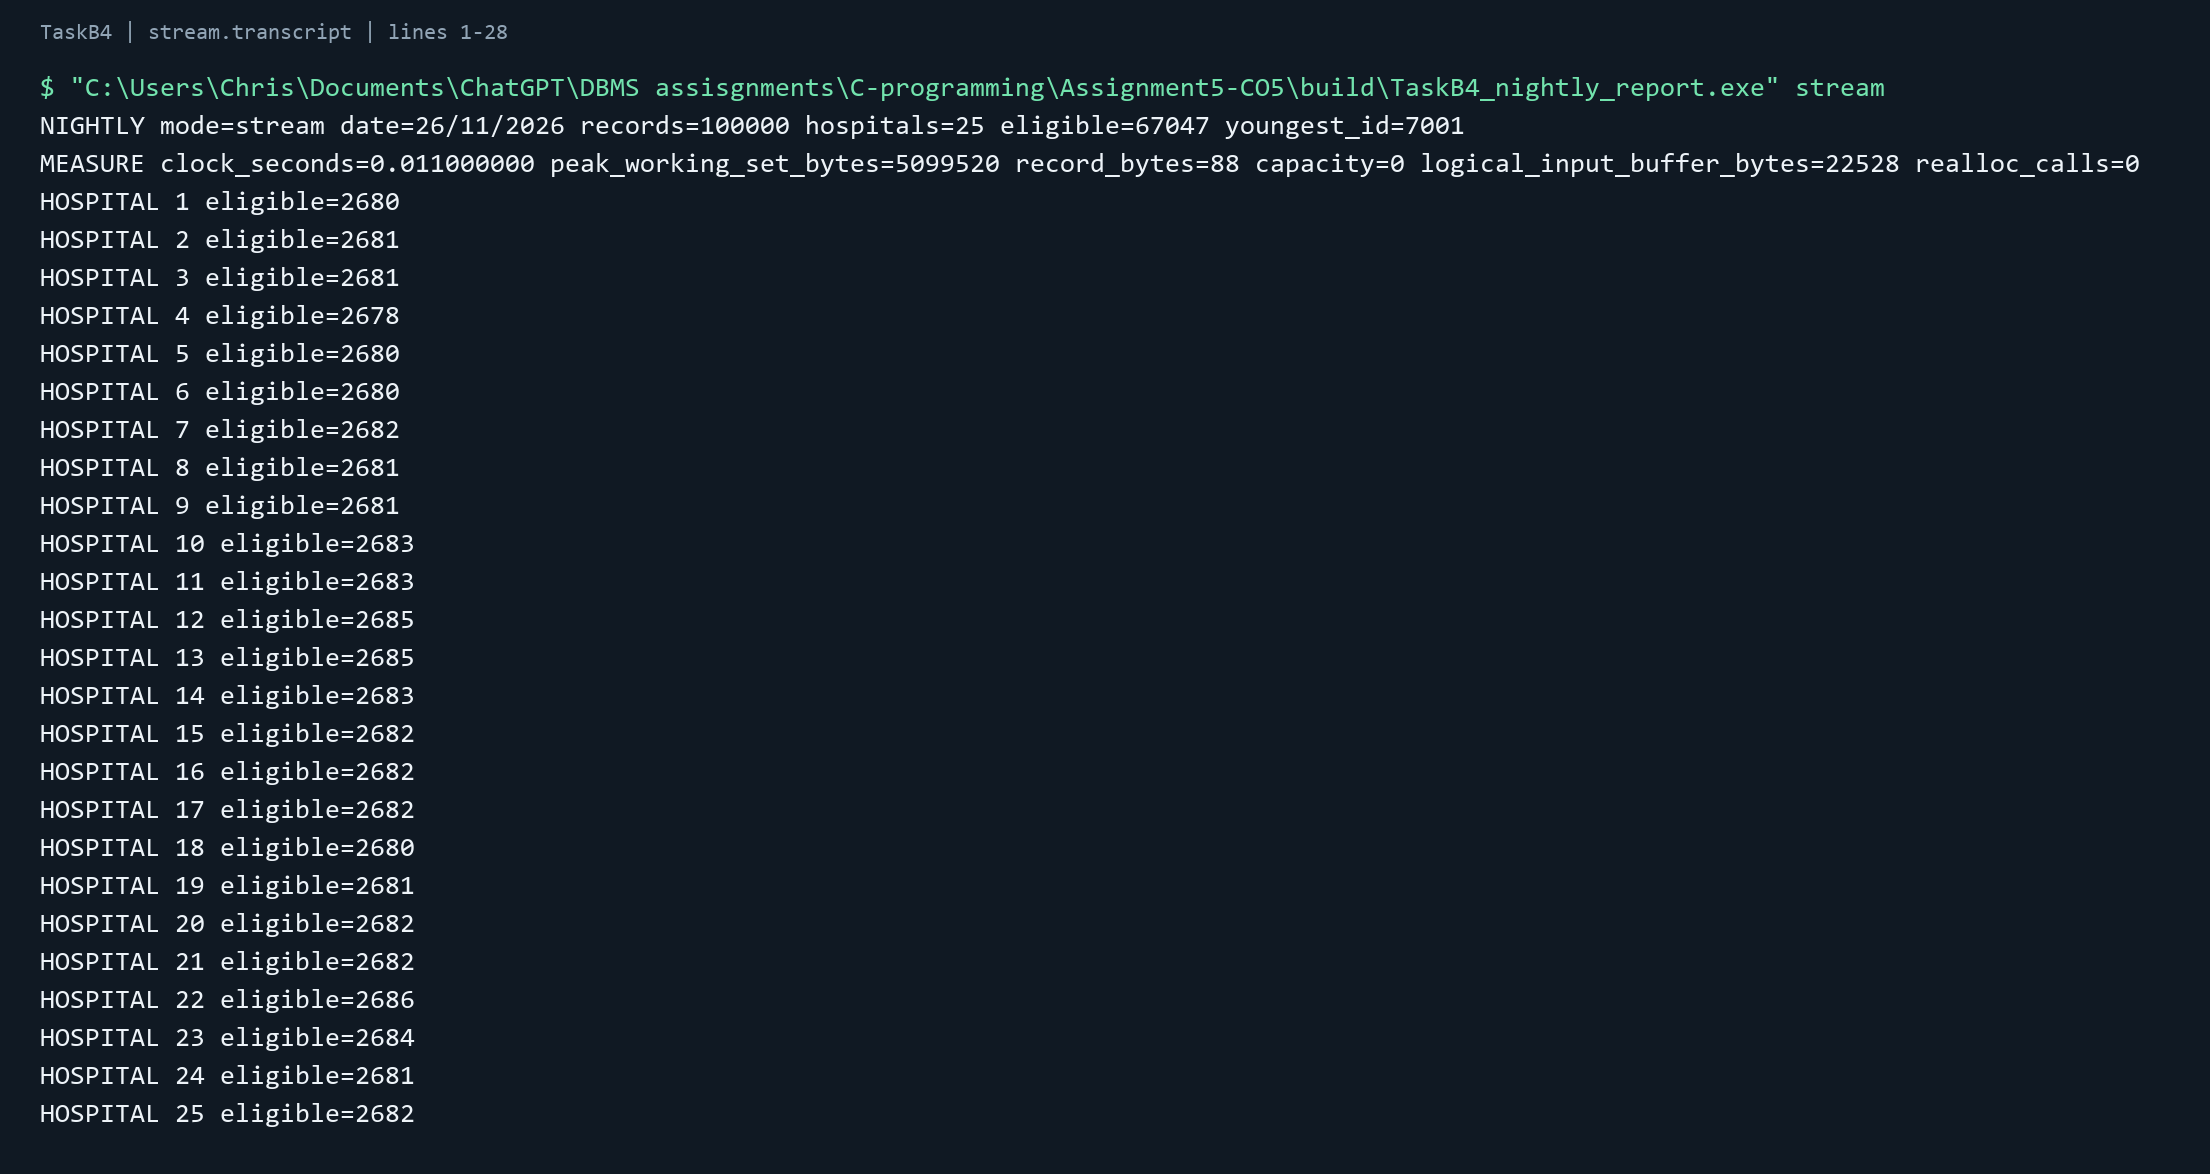 TaskB4 | stream.transcript | lines 1-28
$ "C:\Users\Chris\Documents\ChatGPT\DBMS assisgnments\C-programming\Assignment5-CO5\build\TaskB4_nightly_report.exe" stream
NIGHTLY mode=stream date=26/11/2026 records=100000 hospitals=25 eligible=67047 youngest_id=7001
MEASURE clock_seconds=0.011000000 peak_working_set_bytes=5099520 record_bytes=88 capacity=0 logical_input_buffer_bytes=22528 realloc_calls=0
HOSPITAL 1 eligible=2680
HOSPITAL 2 eligible=2681
HOSPITAL 3 eligible=2681
HOSPITAL 4 eligible=2678
HOSPITAL 5 eligible=2680
HOSPITAL 6 eligible=2680
HOSPITAL 7 eligible=2682
HOSPITAL 8 eligible=2681
HOSPITAL 9 eligible=2681
HOSPITAL 10 eligible=2683
HOSPITAL 11 eligible=2683
HOSPITAL 12 eligible=2685
HOSPITAL 13 eligible=2685
HOSPITAL 14 eligible=2683
HOSPITAL 15 eligible=2682
HOSPITAL 16 eligible=2682
HOSPITAL 17 eligible=2682
HOSPITAL 18 eligible=2680
HOSPITAL 19 eligible=2681
HOSPITAL 20 eligible=2682
HOSPITAL 21 eligible=2682
HOSPITAL 22 eligible=2686
HOSPITAL 23 eligible=2684
HOSPITAL 24 eligible=2681
HOSPITAL 25 eligible=2682